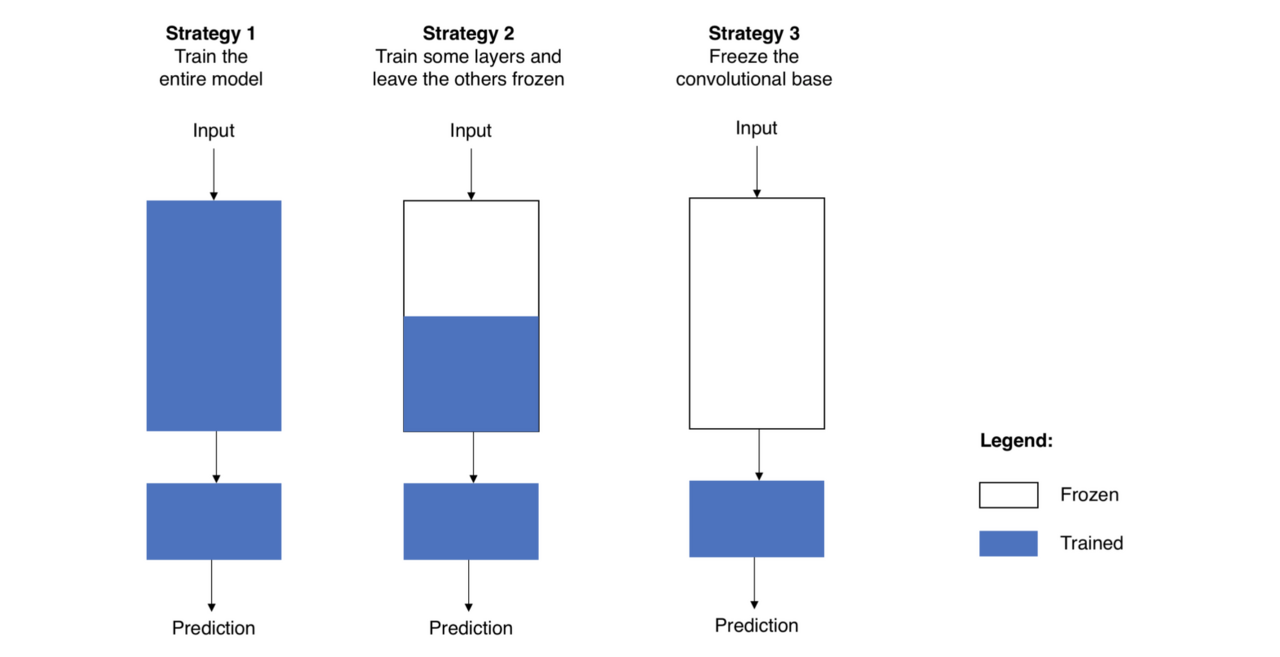 Strategy 1
Train the
entire model
Input
Prediction
Strategy 2
Train some layers and
leave the others frozen
Input
Prediction
Strategy 3
Freeze the
convolutional base
Input
Prediction
Legend:
Frozen
Trained